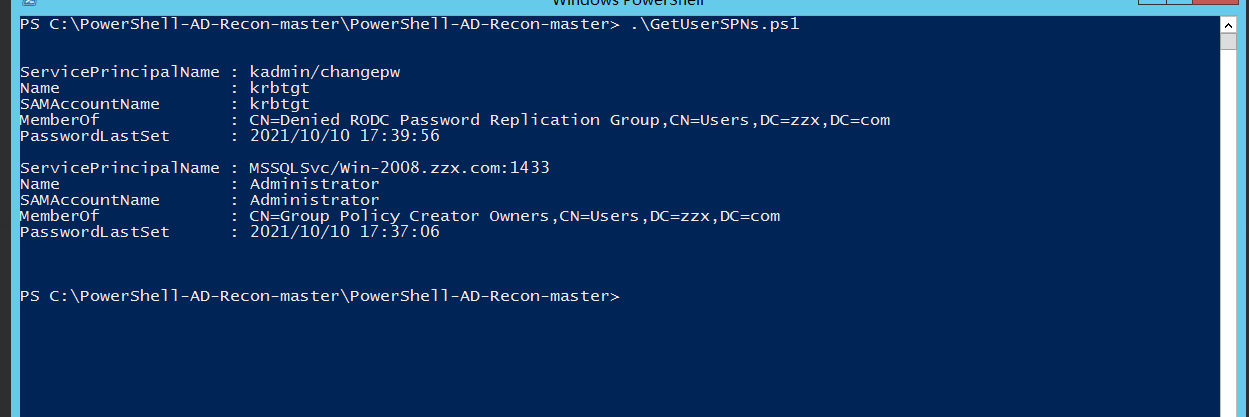 Windows PowerShell
PS C:\PowerShell-AD-Recon-master\PowerShell-AD-Recon-master> .\GetUserSPNs.ps1
ServicePrincipalName : kadmin/changepw
Name                 : krbtgt
SAMAccountName       : krbtgt
MemberOf             : CN=Denied RODC Password Replication Group,CN=Users,DC=zzx,DC=com
PasswordLastSet      : 2021/10/10 17:39:56
ServicePrincipalName : MSSQLSvc/Win-2008.zzx.com:1433
Name                 : Administrator
SAMAccountName       : Administrator
MemberOf             : CN=Group Policy Creator Owners,CN=Users,DC=zzx,DC=com
PasswordLastSet      : 2021/10/10 17:37:06
PS C:\PowerShell-AD-Recon-master\PowerShell-AD-Recon-master>